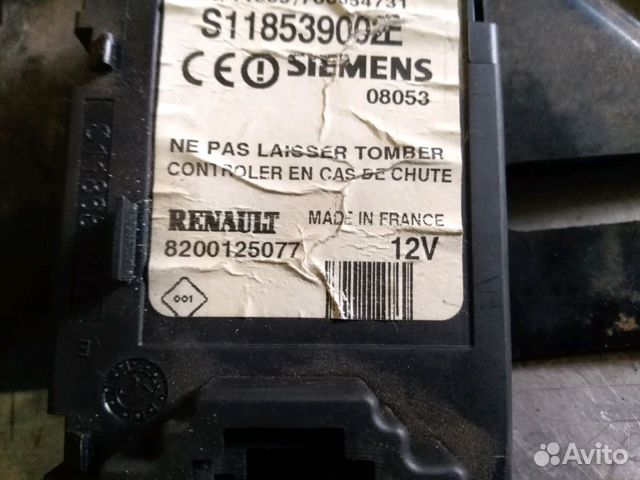 S118539002E
CE SIEMENS
08053
NE PAS LAISSER TOMBER
CONTROLER EN CAS DE CHUTE
RENAULT MADE IN FRANCE
8200125077 12V
001
Avito